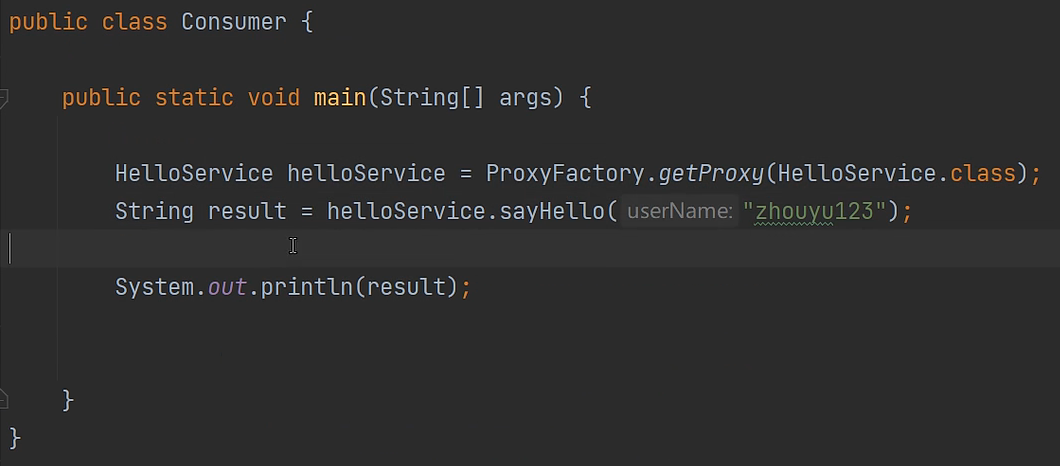 public class Consumer {
public static void main(String[] args) {
HelloService helloService = ProxyFactory.getProxy(HelloService.class);
String result = helloService.sayHello( userName: "zhouyu123");
System.out.println(result);
}
}